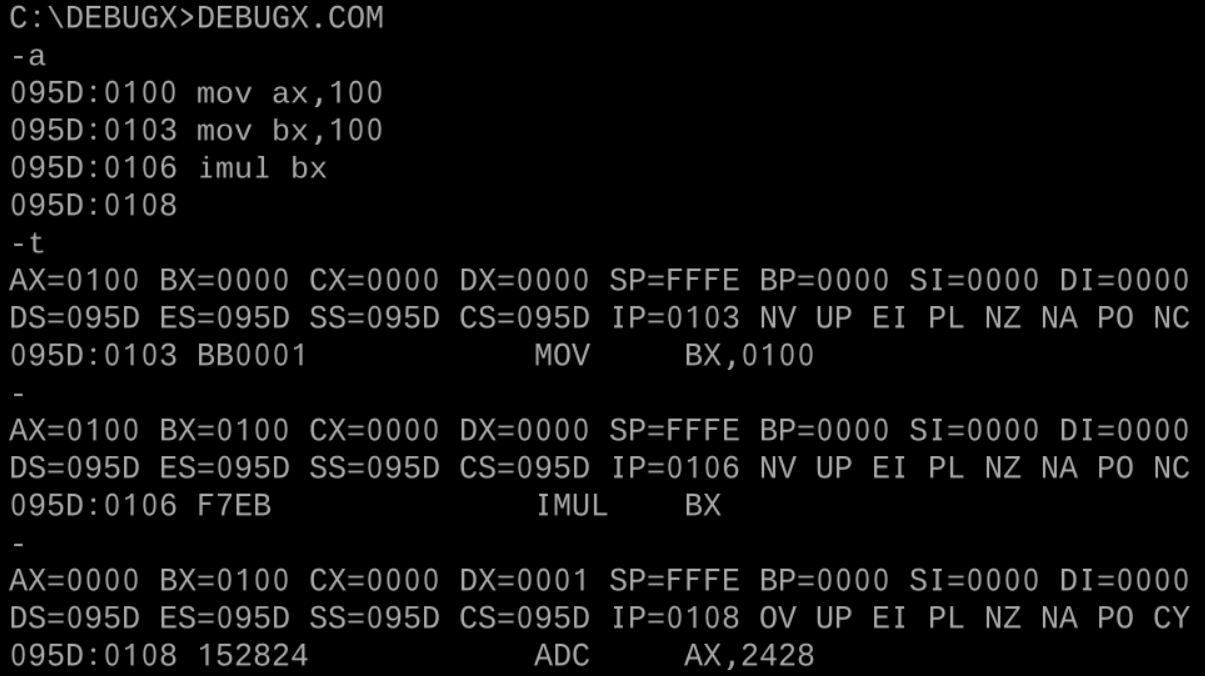 C:\DEBUGX>DEBUGX.COM
-a
095D:0100 mov ax,100
095D:0103 mov bx,100
095D:0106 imul bx
095D:0108
-t
AX=0100 BX=0000 CX=0000 DX=0000 SP=FFFE BP=0000 SI=0000 DI=0000
DS=095D ES=095D SS=095D CS=095D IP=0103 NV UP EI PL NZ NA PO NC
095D:0103 BB0001 MOV BX,0100
-
AX=0100 BX=0100 CX=0000 DX=0000 SP=FFFE BP=0000 SI=0000 DI=0000
DS=095D ES=095D SS=095D CS=095D IP=0106 NV UP EI PL NZ NA PO NC
095D:0106 F7EB IMUL BX
-
AX=0000 BX=0100 CX=0000 DX=0001 SP=FFFE BP=0000 SI=0000 DI=0000
DS=095D ES=095D SS=095D CS=095D IP=0108 OV UP EI PL NZ NA PO CY
095D:0108 152824 ADC AX,2428